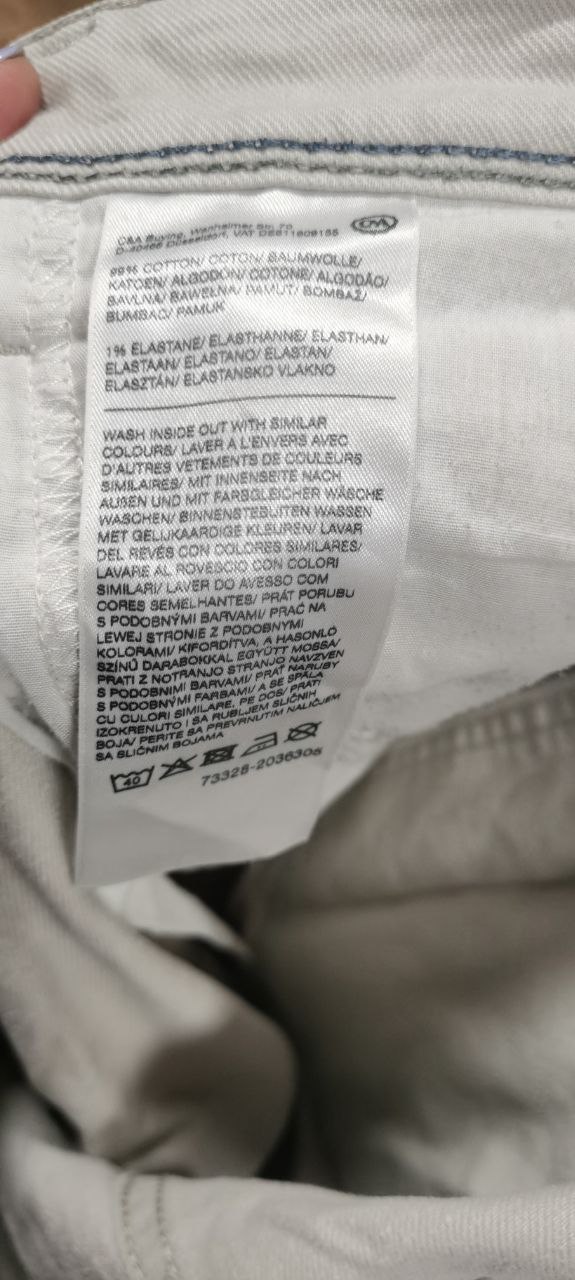 C&A
C&A Buying, Wanheimer Str. 70
D-40468 Düsseldorf, VAT DE811609155
99% COTTON/ COTON/ BAUMWOLLE/
KATOEN/ ALGODÓN/ COTONE/ ALGODÃO/
BAVLNA/ BAWEŁNA/ PAMUT/ BOMBAŽ/
BUMBAC/ PAMUK
1% ELASTANE/ ELASTHANNE/ ELASTHAN/
ELASTAAN/ ELASTANO/ ELASTAN/
ELASZTÁN/ ELASTANSKO VLAKNO
WASH INSIDE OUT WITH SIMILAR
COLOURS/ LAVER A L'ENVERS AVEC
D'AUTRES VETEMENTS DE COULEURS
SIMILAIRES/ MIT INNENSEITE NACH
AUßEN UND MIT FARBGLEICHER WÄSCHE
WASCHEN/ BINNENSTEBUITEN WASSEN
MET GELIJKAARDIGE KLEUREN/ LAVAR
DEL REVÉS CON COLORES SIMILARES/
LAVARE AL ROVESCIO CON COLORI
SIMILARI/ LAVER DO AVESSO COM
CORES SEMELHANTES/ PRÁT PORUBU
S PODOBNÝMI BARVAMI/ PRAĆ NA
LEWEJ STRONIE Z PODOBNYMI
KOLORAMI/ KIFORDÍTVA, A HASONLÓ
SZÍNŰ DARABOKKAL EGYÜTT MOSSA/
PRATI Z NOTRANJO STRANJO NAVZVEN
S PODOBNIMI BARVAMI/ PRAŤ NARUBY
S PODOBNÝMI FARBAMI/ A SE SPĂLA
CU CULORI SIMILARE, PE DOS/ PRATI
IZOKRENUTO I SA RUBLJEM SLIČNIH
BOJA/ PERITE SA PREVRNUTIM NALIČJEM
SA SLIČNIM BOJAMA
40
73328-2036305